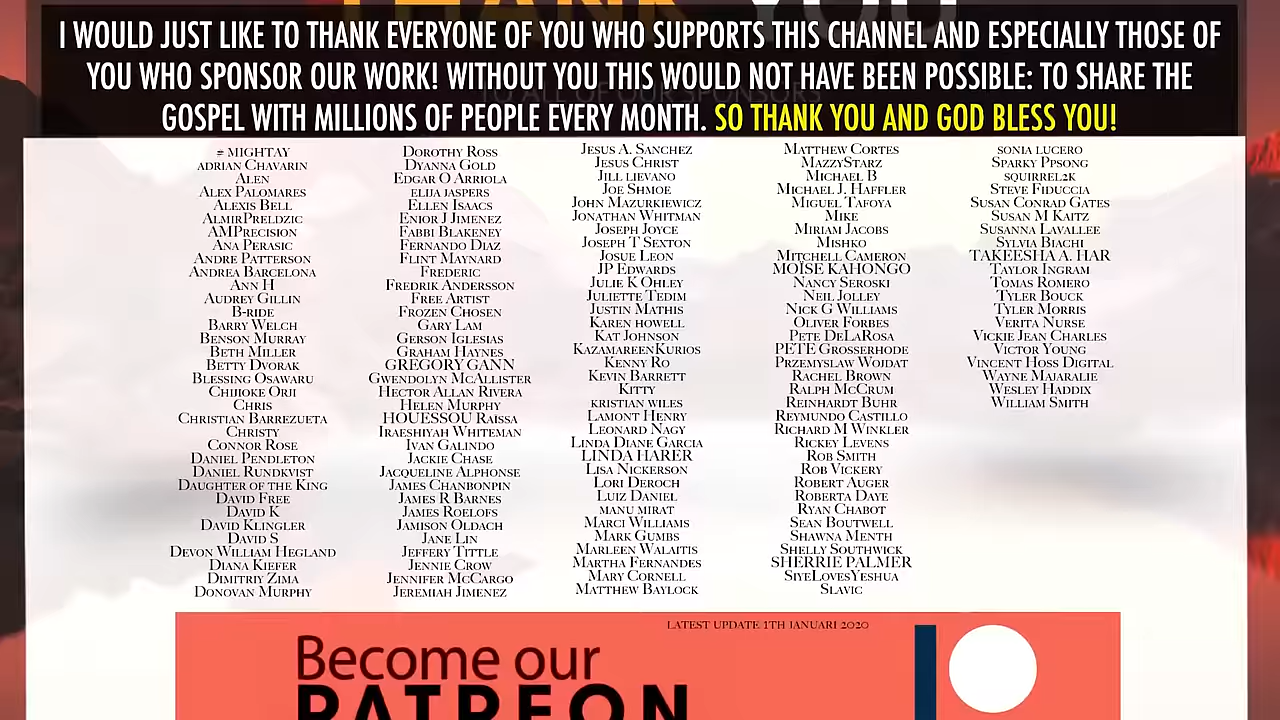 THANK YOU
I WOULD JUST LIKE TO THANK EVERYONE OF YOU WHO SUPPORTS THIS CHANNEL AND ESPECIALLY THOSE OF
YOU WHO SPONSOR OUR WORK! WITHOUT YOU THIS WOULD NOT HAVE BEEN POSSIBLE: TO SHARE THE
TO ALL OF OUR SPONSORS
GOSPEL WITH MILLIONS OF PEOPLE EVERY MONTH. SO THANK YOU AND GOD BLESS YOU!
# MIGHTAY
ADRIAN CHAVARIN
ALEN
ALEX PALOMARES
ALEXIS BELL
ALMIRPRELDZIC
AMPRECISION
ANA PERASIC
ANDRE PATTERSON
ANDREA BARCELONA
ANN H
AUDREY GILLIN
B-RIDE
BARRY WELCH
BENSON MURRAY
BETH MILLER
BETTY DVORAK
BLESSING OSAWARU
CHIJIOKE ORJI
CHRIS
CHRISTIAN BARREZUETA
CHRISTY
CONNOR ROSE
DANIEL PENDLETON
DANIEL RUNDKVIST
DAUGHTER OF THE KING
DAVID FREE
DAVID K
DAVID KLINGLER
DAVID S
DEVON WILLIAM HEGLAND
DIANA KIEFER
DIMITRIY ZIMA
DONOVAN MURPHY
DOROTHY ROSS
DYANNA GOLD
EDGAR O ARRIOLA
ELIJA JASPERS
ELLEN ISAACS
ENIOR J JIMENEZ
FABBI BLAKENEY
FERNANDO DIAZ
FLINT MAYNARD
FREDERIC
FREDRIK ANDERSSON
FREE ARTIST
FROZEN CHOSEN
GARY LAM
GERSON IGLESIAS
GRAHAM HAYNES
GREGORY GANN
GWENDOLYN MCALLISTER
HECTOR ALLAN RIVERA
HELEN MURPHY
HOUESSOU RAÏSSA
IRAESHIYAH WHITEMAN
IVAN GALINDO
JACKIE CHASE
JACQUELINE ALPHONSE
JAMES CHANBONPIN
JAMES R BARNES
JAMES ROELOFS
JAMISON OLDACH
JANE LIN
JEFFERY TITTLE
JENNIE CROW
JENNIFER MCCARGO
JEREMIAH JIMENEZ
JESUS A. SANCHEZ
JESUS CHRIST
JILL LIEVANO
JOE SHMOE
JOHN MAZURKIEWICZ
JONATHAN WHITMAN
JOSEPH JOYCE
JOSEPH T SEXTON
JOSUE LEON
JP EDWARDS
JULIE K OHLEY
JULIETTE TEDIM
JUSTIN MATHIS
KAREN HOWELL
KAT JOHNSON
KAZAMAREENKURIOS
KENNY RO
KEVIN BARRETT
KITTY
KRISTIAN WILES
LAMONT HENRY
LEONARD NAGY
LINDA DIANE GARCIA
LINDA HARER
LISA NICKERSON
LORI DEROCH
LUIZ DANIEL
MANU MIRAT
MARCI WILLIAMS
MARK GUMBS
MARLEEN WALAITIS
MARTHA FERNANDES
MARY CORNELL
MATTHEW BAYLOCK
MATTHEW CORTES
MAZZYSTARZ
MICHAEL B
MICHAEL J. HAFFLER
MIGUEL TAFOYA
MIKE
MIRIAM JACOBS
MISHKO
MITCHELL CAMERON
MOÏSE KAHONGO
NANCY SEROSKI
NEIL JOLLEY
NICK G WILLIAMS
OLIVER FORBES
PETE DELAROSA
PETE GROSSERHODE
PRZEMYSLAW WOJDAT
RACHEL BROWN
RALPH MCCRUM
REINHARDT BUHR
REYMUNDO CASTILLO
RICHARD M WINKLER
RICKEY LEVENS
ROB SMITH
ROB VICKERY
ROBERT AUGER
ROBERTA DAYE
RYAN CHABOT
SEAN BOUTWELL
SHAWNA MENTH
SHELLY SOUTHWICK
SHERRIE PALMER
SIYELOVESYESHUA
SLAVIC
SONIA LUCERO
SPARKY PPSONG
SQUIRREL2K
STEVE FIDUCCIA
SUSAN CONRAD GATES
SUSAN M KAITZ
SUSANNA LAVALLEE
SYLVIA BIACHI
TAKEESHA A. HAR
TAYLOR INGRAM
TOMAS ROMERO
TYLER BOUCK
TYLER MORRIS
VERITA NURSE
VICKIE JEAN CHARLES
VICTOR YOUNG
VINCENT HOSS DIGITAL
WAYNE MAJARALIE
WESLEY HADDIX
WILLIAM SMITH
LATEST UPDATE 1TH JANUARI 2020
Become our
PATREON